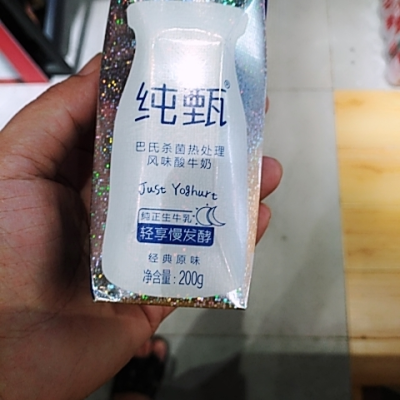 纯甄®
巴氏杀菌热处理
风味酸牛奶
Just Yoghurt
纯正生牛乳
轻享慢发酵
经典原味
净含量:200g